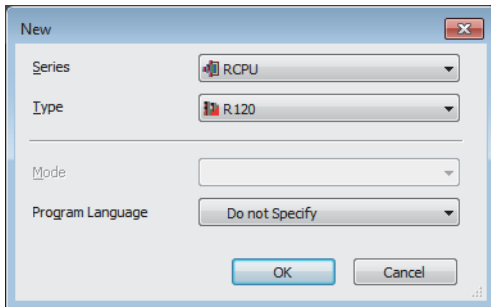 New
Series
RCPU
Type
R120
Mode
Program Language
Do not Specify
OK
Cancel